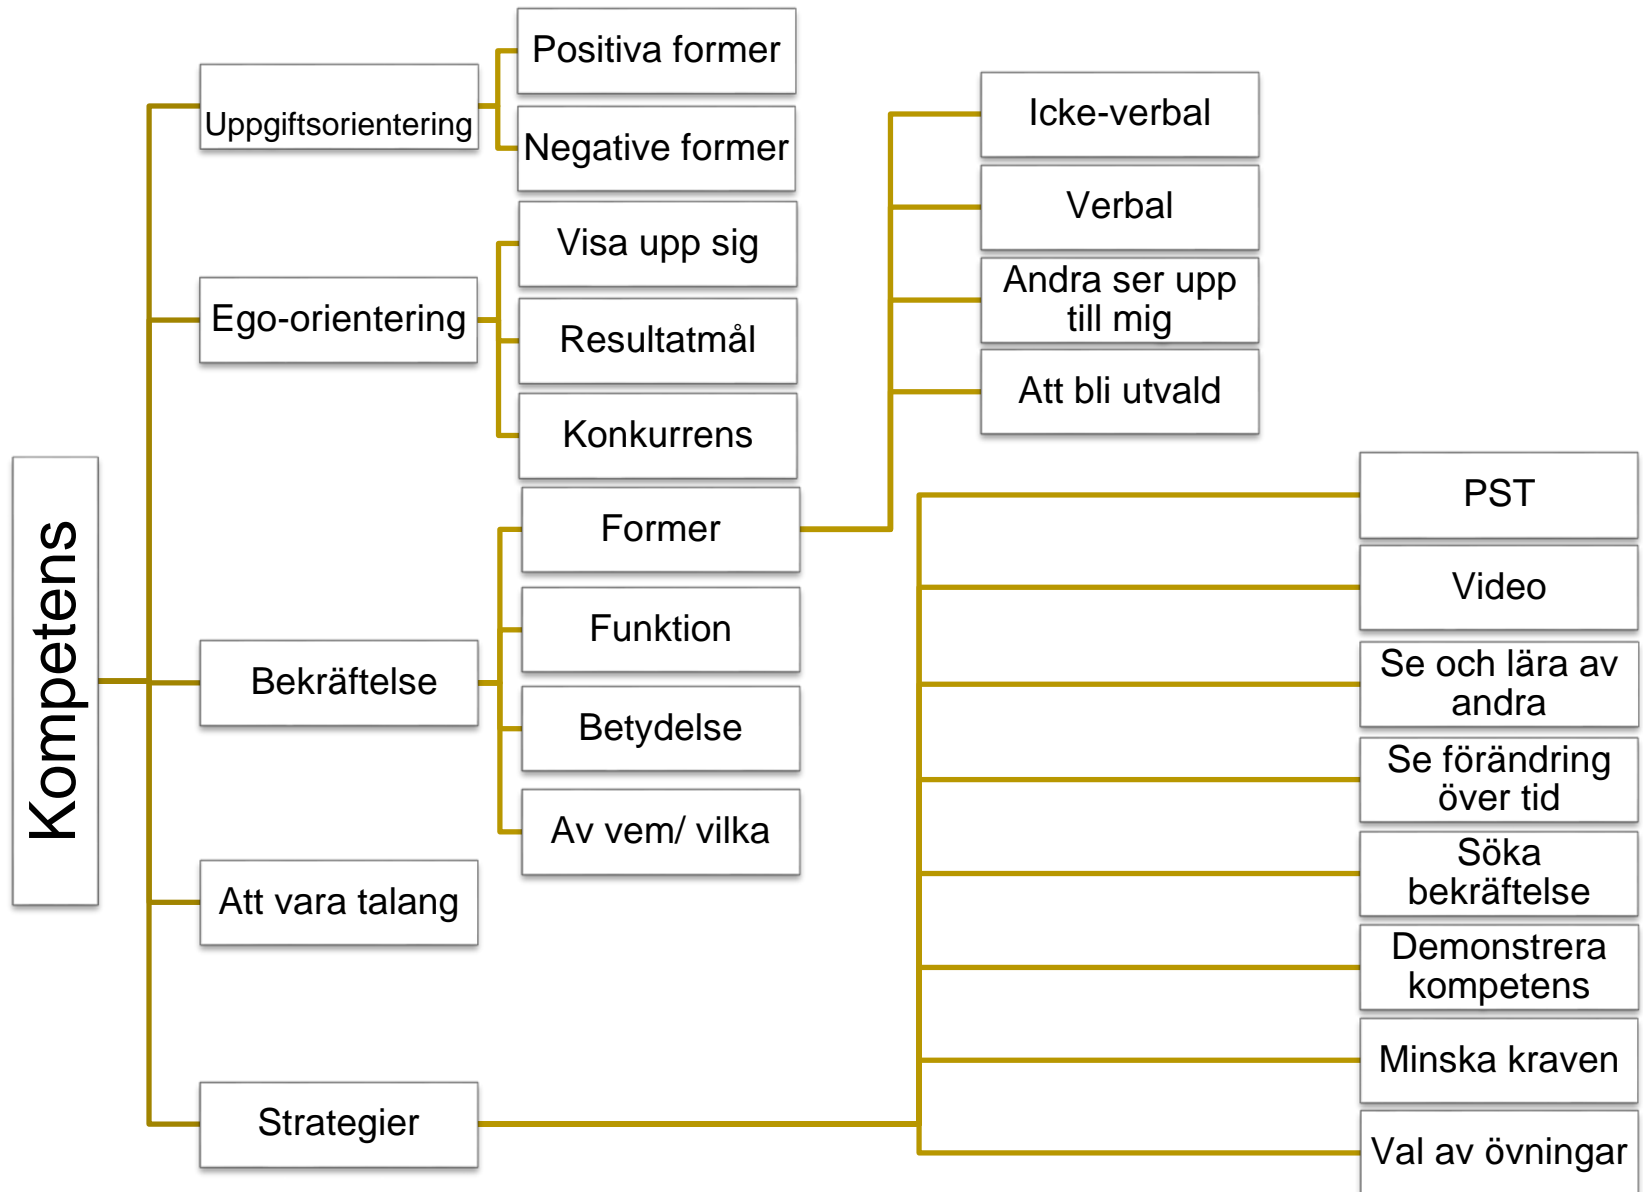 Kompetens
Uppgiftsorientering
Positiva former
Negative former
Ego-orientering
Visa upp sig
Resultatmål
Konkurrens
Bekräftelse
Former
Icke-verbal
Verbal
Andra ser upp
till mig
Att bli utvald
Funktion
Betydelse
Av vem/ vilka
Att vara talang
Strategier
PST
Video
Se och lära av
andra
Se förändring
över tid
Söka
bekräftelse
Demonstrera
kompetens
Minska kraven
Val av övningar